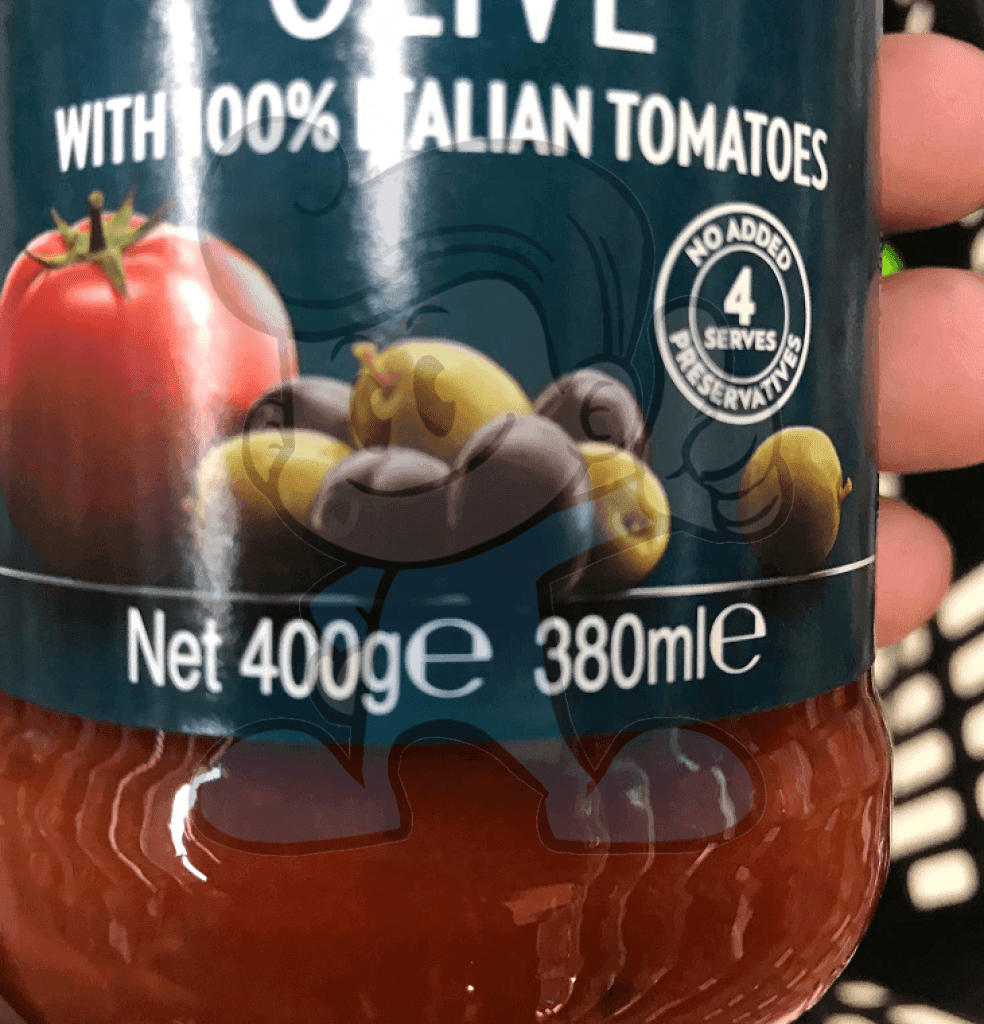 OLIVE
WITH 100% ITALIAN TOMATOES
NO ADDED
4
SERVES
PRESERVATIVES
Net 400g℮ 380ml℮